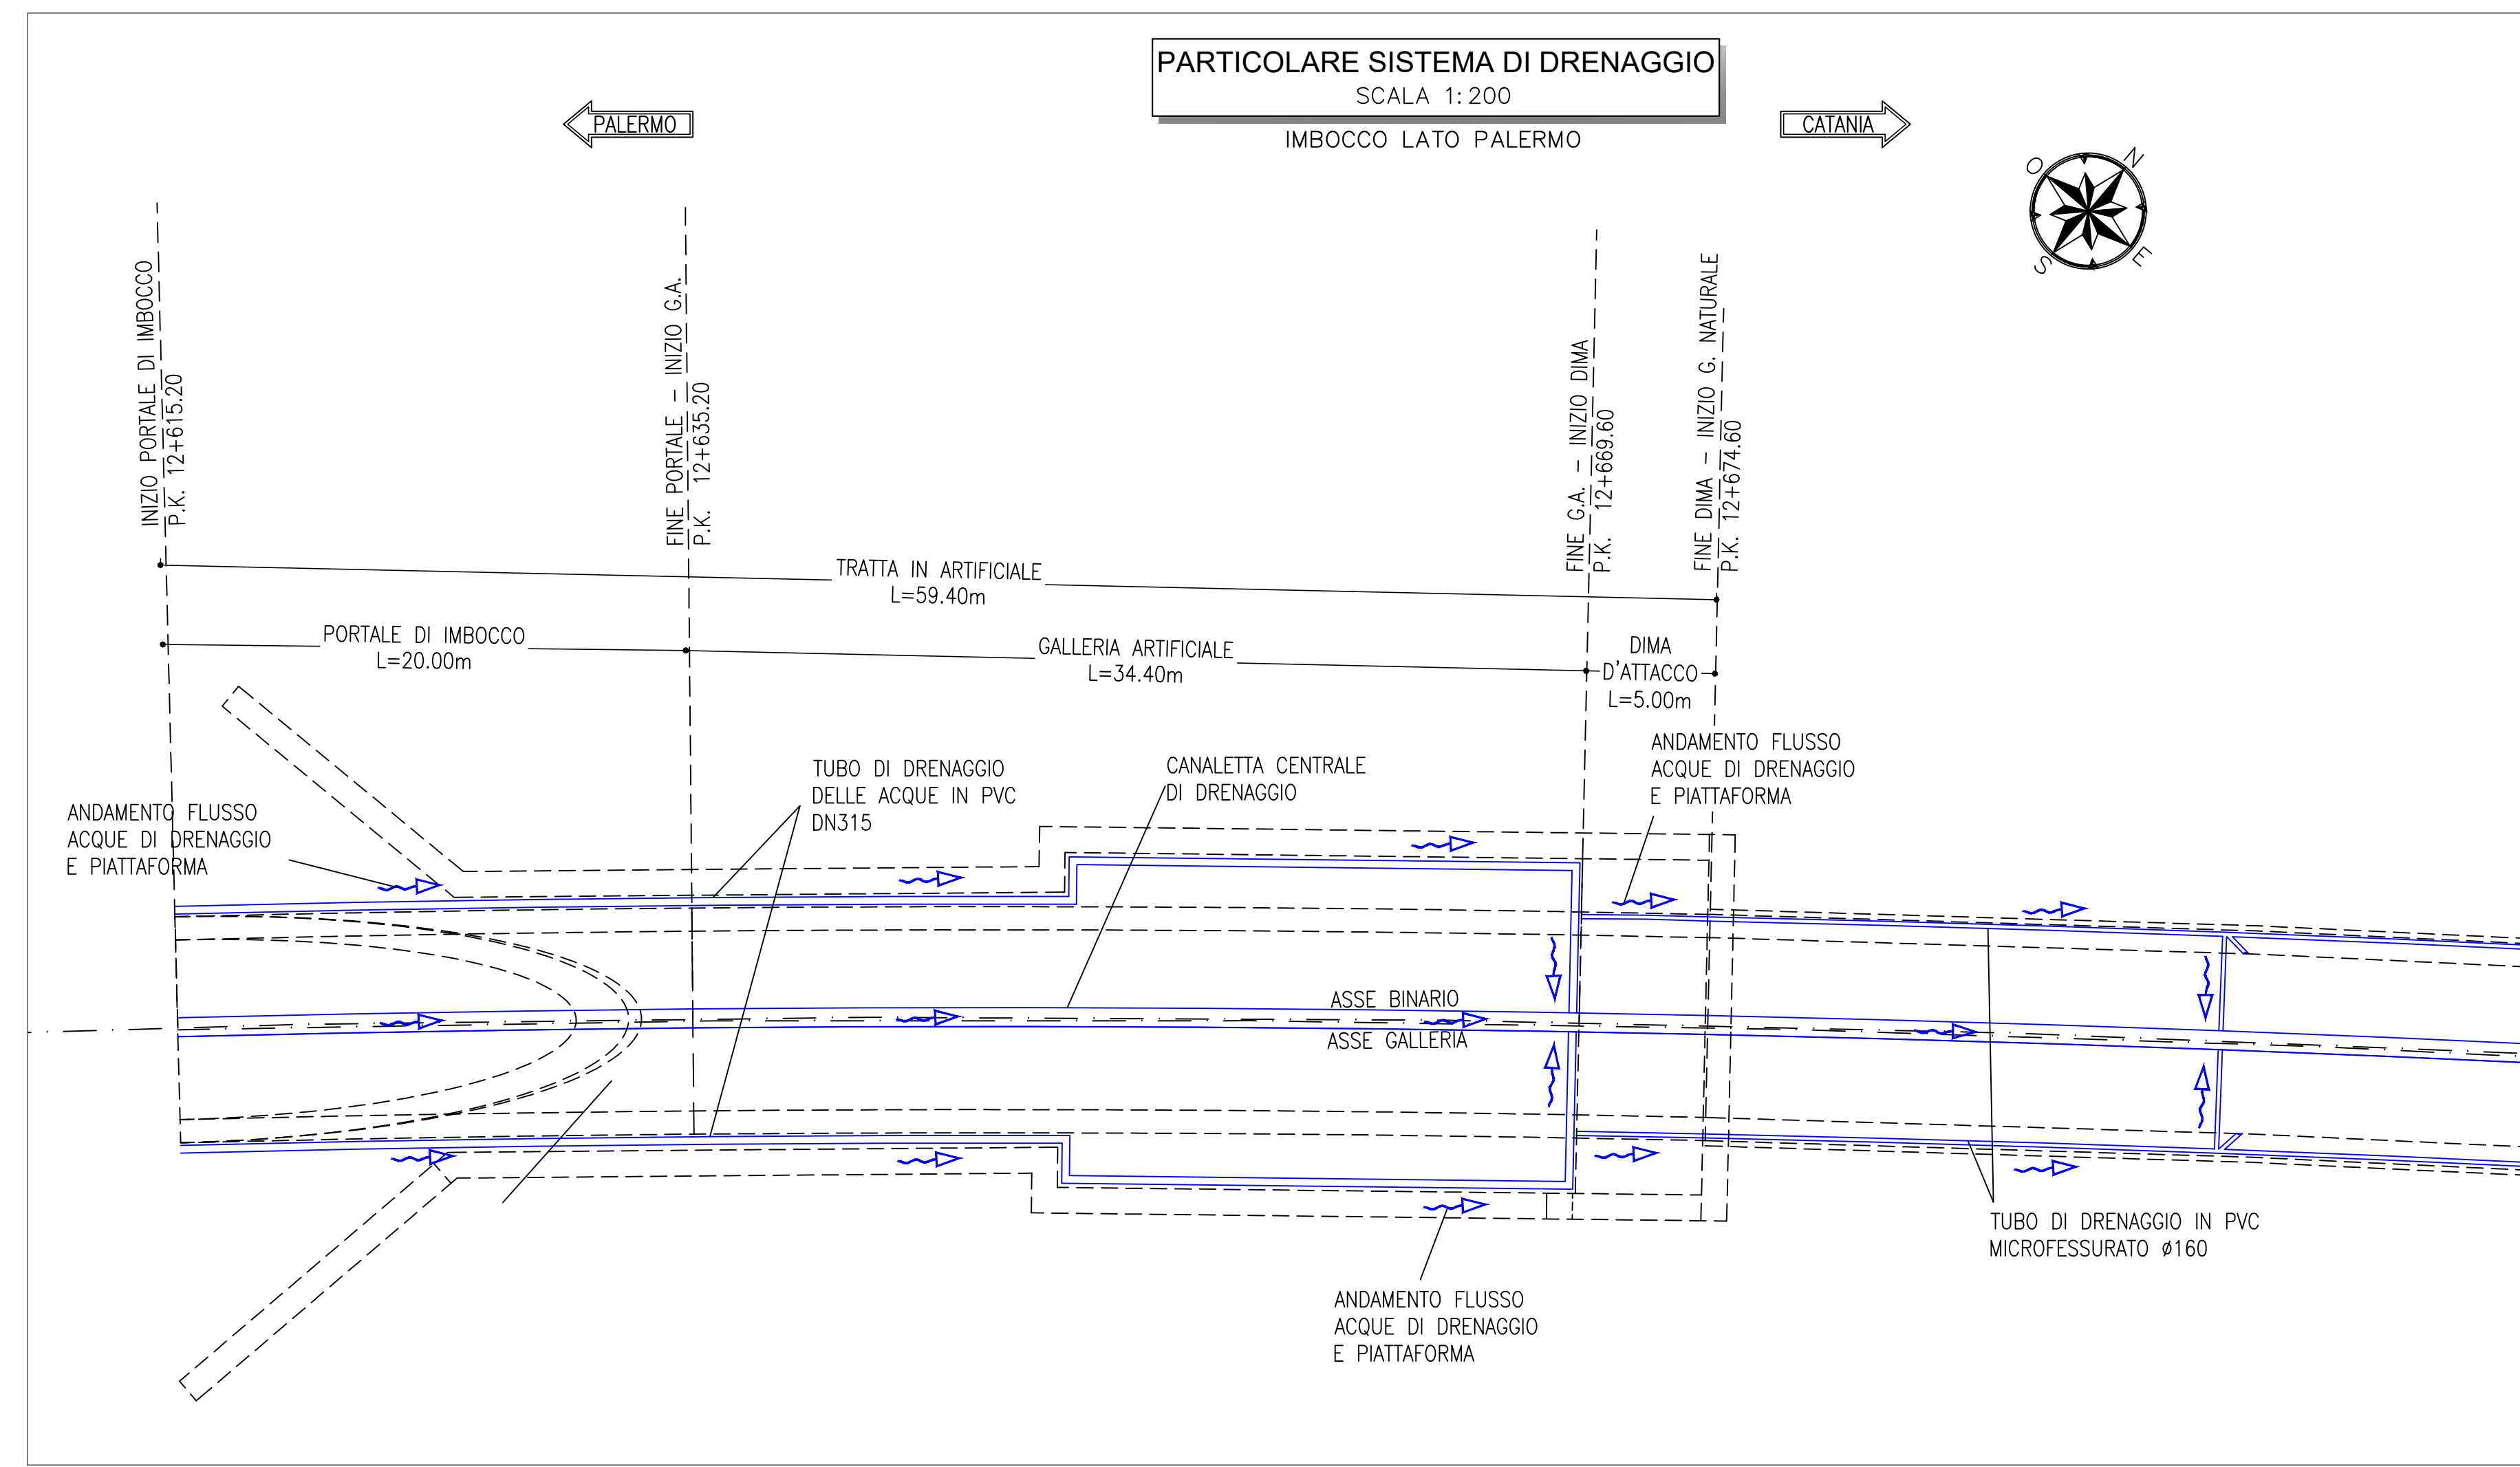 PARTICOLARE SISTEMA DI DRENAGGIO
SCALA 1:200
IMBOCCO LATO PALERMO
PALERMO
CATANIA
O
N
S
E
INIZIO PORTALE DI IMBOCCO
P.K. 12+615.20
FINE PORTALE - INIZIO G.A.
P.K. 12+635.20
FINE G.A. - INIZIO DIMA
P.K. 12+669.60
FINE DIMA - INIZIO G. NATURALE
P.K. 12+674.60
TRATTA IN ARTIFICIALE
L=59.40m
PORTALE DI IMBOCCO
L=20.00m
GALLERIA ARTIFICIALE
L=34.40m
DIMA
D'ATTACCO
L=5.00m
ANDAMENTO FLUSSO
ACQUE DI DRENAGGIO
E PIATTAFORMA
TUBO DI DRENAGGIO
DELLE ACQUE IN PVC
DN315
CANALETTA CENTRALE
DI DRENAGGIO
ANDAMENTO FLUSSO
ACQUE DI DRENAGGIO
E PIATTAFORMA
ASSE BINARIO
ASSE GALLERIA
TUBO DI DRENAGGIO IN PVC
MICROFESSURATO ø160
ANDAMENTO FLUSSO
ACQUE DI DRENAGGIO
E PIATTAFORMA